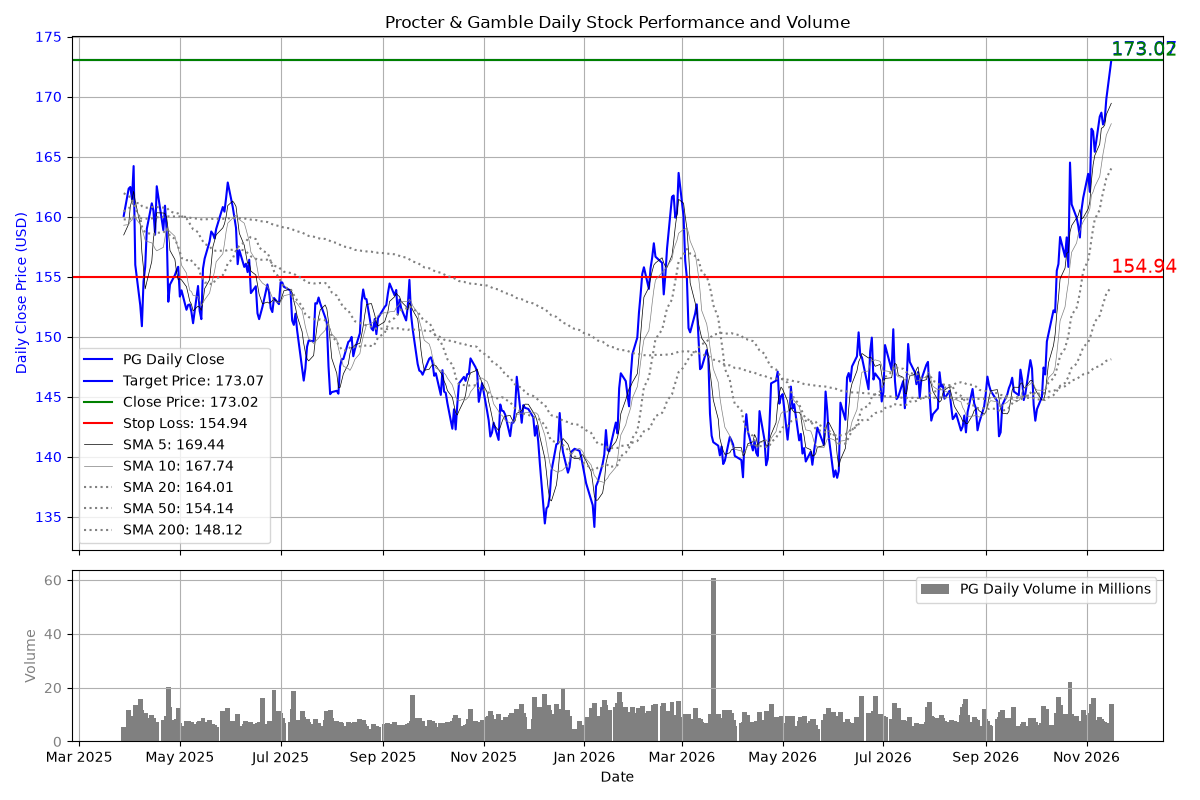 Procter & Gamble Daily Stock Performance and Volume
175
170
165
160
155
150
145
140
135
Daily Close Price (USD)
173.07
173.02
154.94
PG Daily Close
Target Price: 173.07
Close Price: 173.02
Stop Loss: 154.94
SMA 5: 169.44
SMA 10: 167.74
SMA 20: 164.01
SMA 50: 154.14
SMA 200: 148.12
60
40
20
0
Volume
PG Daily Volume in Millions
Mar 2025 May 2025 Jul 2025 Sep 2025 Nov 2025 Jan 2026 Mar 2026 May 2026 Jul 2026 Sep 2026 Nov 2026
Date